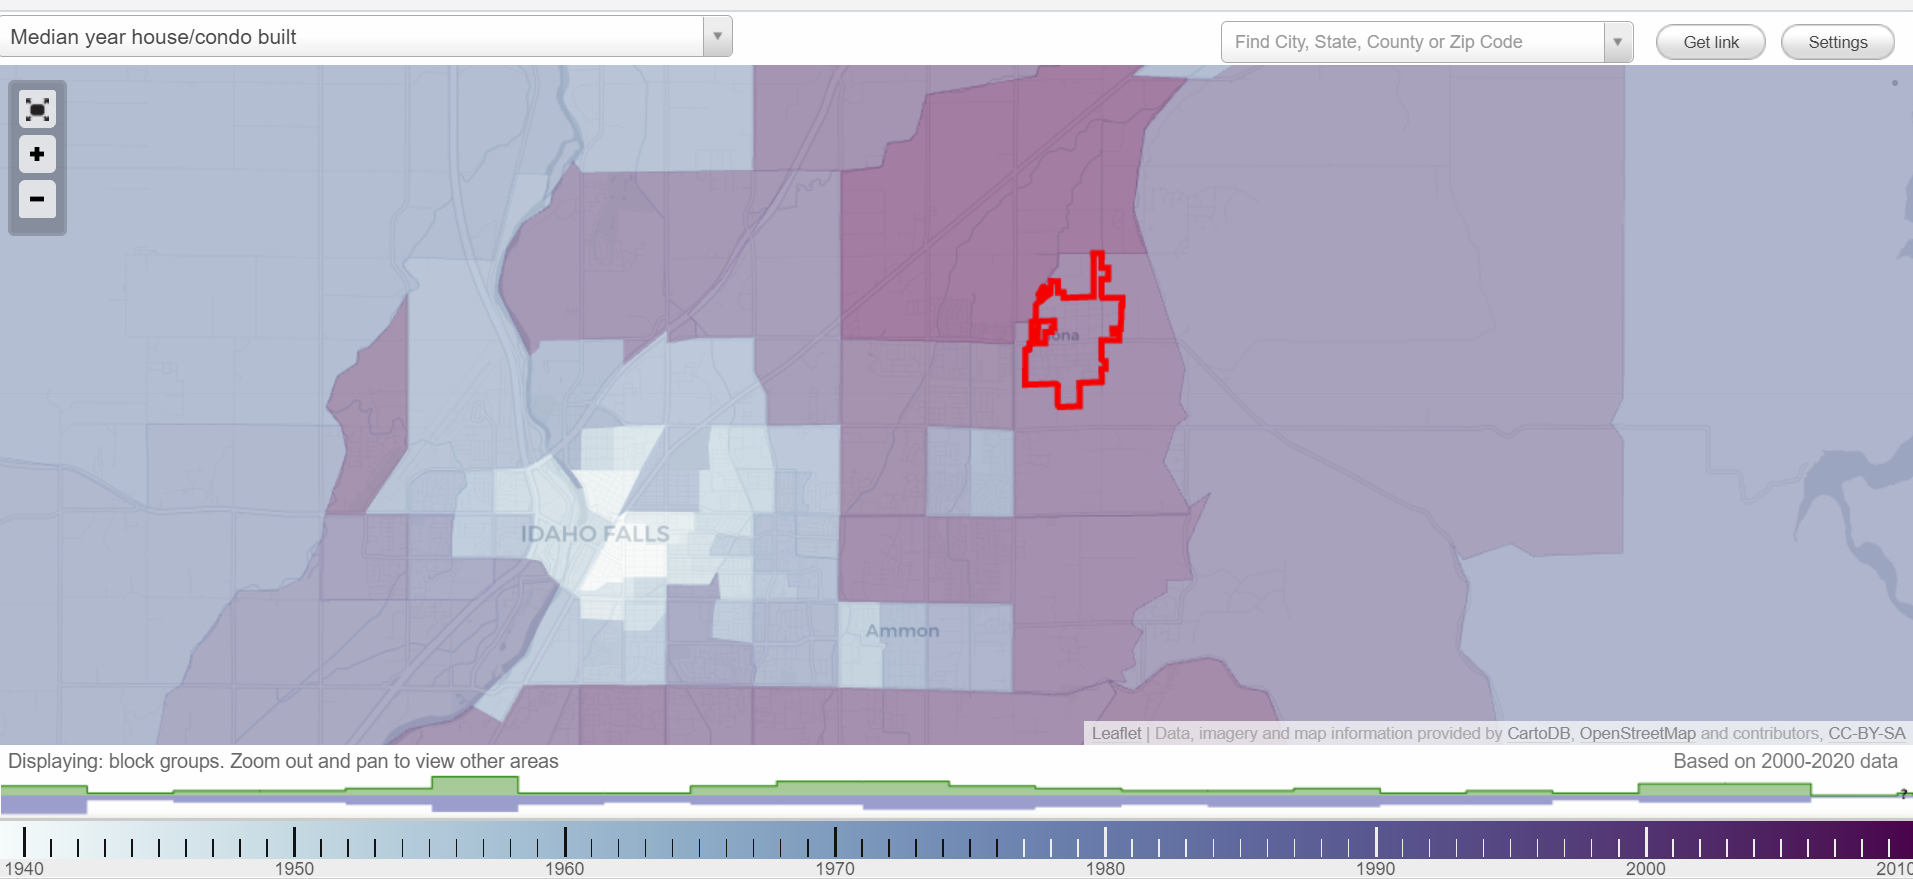 Median year house/condo built
Find City, State, County or Zip Code
Get link
Settings
ona
IDAHO FALLS
Ammon
Leaflet | Data, imagery and map information provided by CartoDB, OpenStreetMap and contributors, CC-BY-SA
Displaying: block groups. Zoom out and pan to view other areas
Based on 2000-2020 data
?
1940 1950 1960 1970 1980 1990 2000 2010